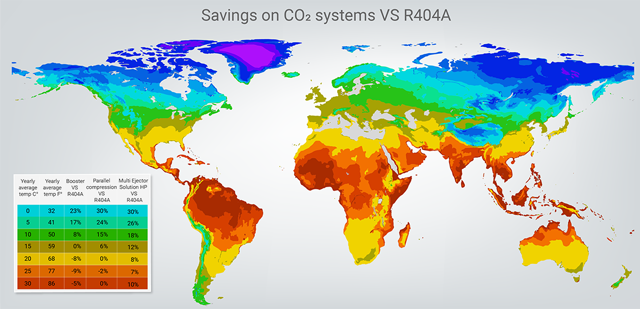 Savings on CO₂ systems VS R404A
Yearly average temp C° Yearly average temp F° Booster VS R404A Parallel compression VS R404A Multi Ejector Solution HP VS R404A
0 32 23% 30% 30%
5 41 17% 24% 26%
10 50 8% 15% 18%
15 59 0% 6% 12%
20 68 -8% 0% 8%
25 77 -9% -2% 7%
30 86 -5% 0% 10%